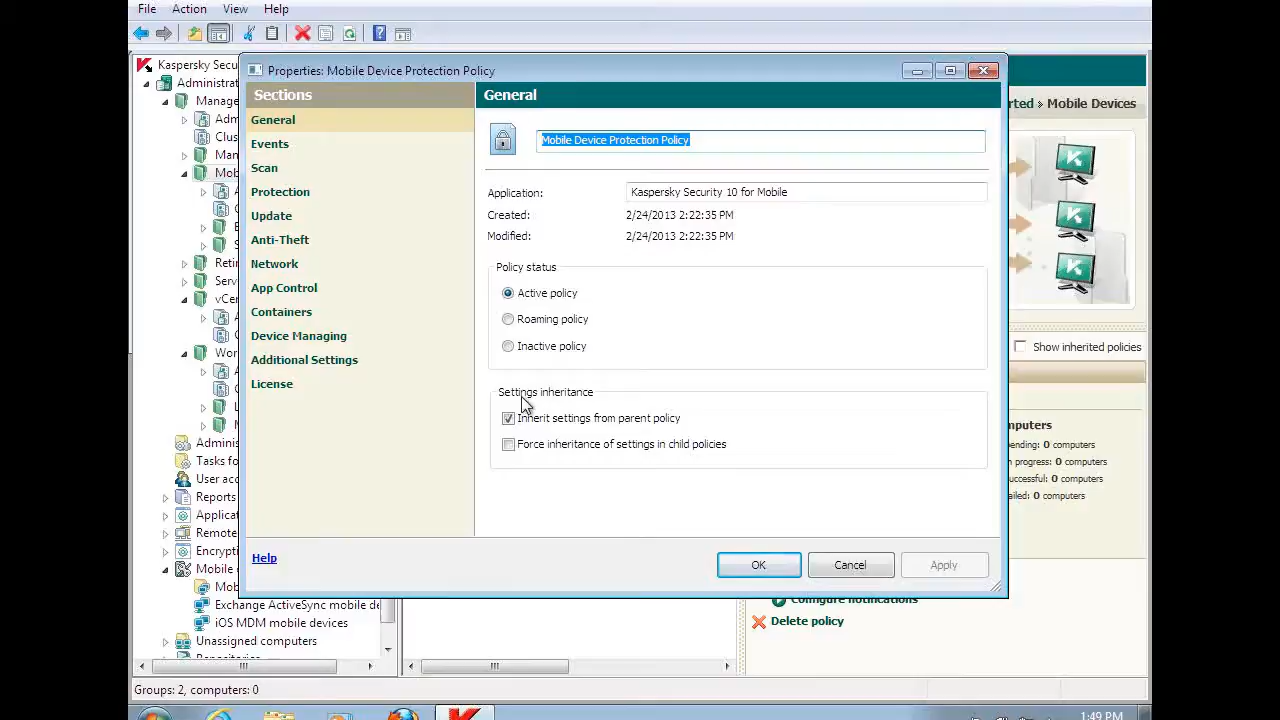 File Action View Help
Kaspersky Secu
Administrat
Manage
Adm
Clus
Man
Mob
Retir
Serv
vCer
Wor
Adminis
Tasks fo
User acc
Reports
Applicat
Remote
Encrypti
Mobile d
Mob
Exchange ActiveSync mobile de
iOS MDM mobile devices
Unassigned computers
Groups: 2, computers: 0
Properties: Mobile Device Protection Policy
Sections
General
Events
Scan
Protection
Update
Anti-Theft
Network
App Control
Containers
Device Managing
Additional Settings
License
Help
General
Mobile Device Protection Policy
Application: Kaspersky Security 10 for Mobile
Created: 2/24/2013 2:22:35 PM
Modified: 2/24/2013 2:22:35 PM
Policy status
Active policy
Roaming policy
Inactive policy
Settings inheritance
Inherit settings from parent policy
Force inheritance of settings in child policies
OK Cancel Apply
rted » Mobile Devices
Show inherited policies
mputers
ending: 0 computers
progress: 0 computers
uccessful: 0 computers
ailed: 0 computers
Configure notifications
Delete policy
1:49 PM